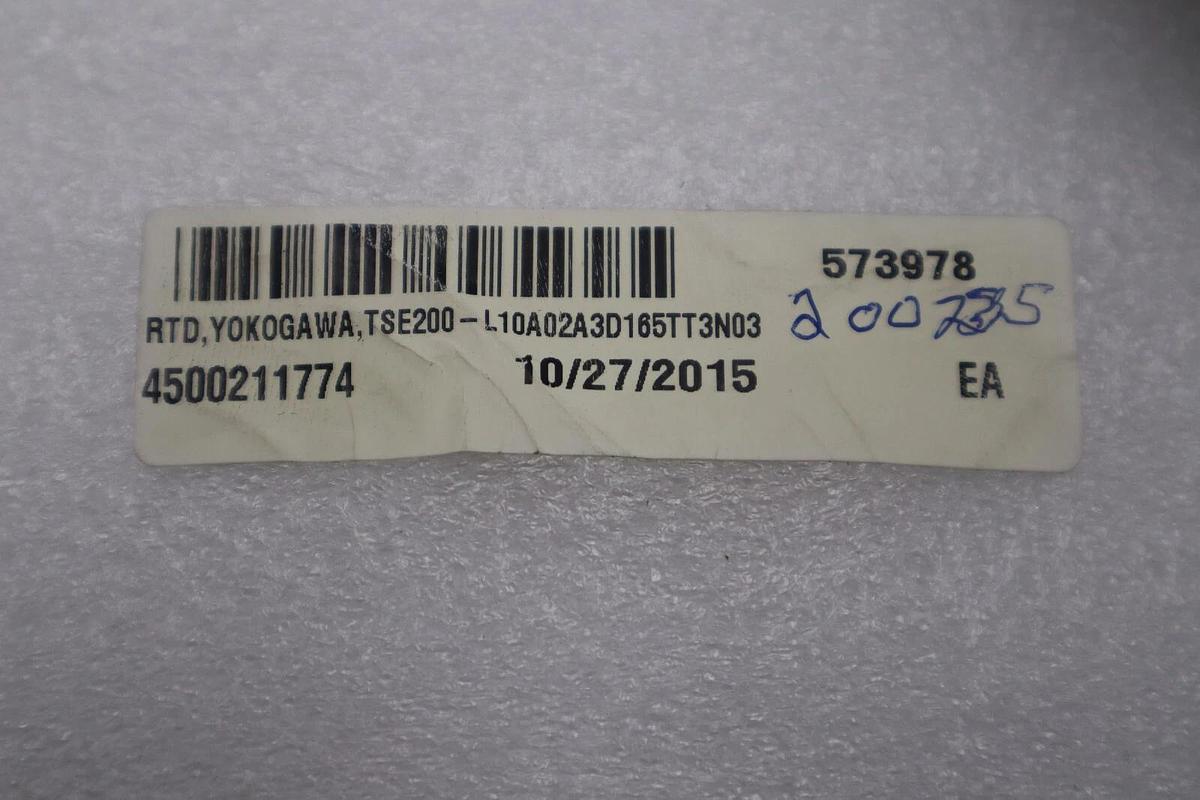 573978
RTD,YOKOGAWA,TSE200-L10A02A3D165TT3N03
4500211774 10/27/2015 EA